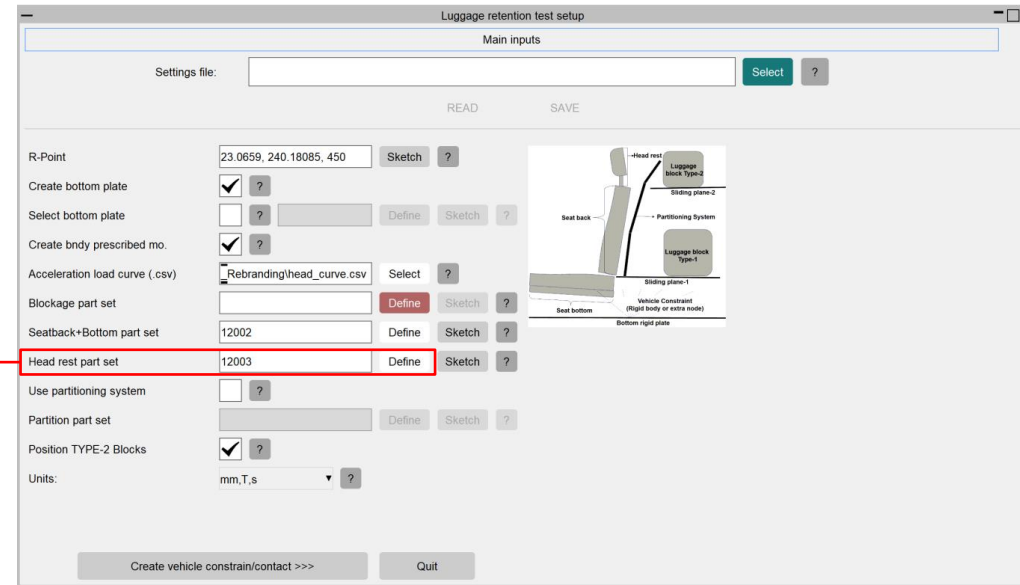 Luggage retention test setup
Main inputs
Settings file: Select ?
READ SAVE
R-Point 23.0659, 240.18085, 450 Sketch ?
Create bottom plate ?
Select bottom plate ? Define Sketch ?
Create bndy prescribed mo. ?
Acceleration load curve (.csv) _Rebranding\head_curve.csv Select ?
Blockage part set Define Sketch ?
Seatback+Bottom part set 12002 Define Sketch ?
Head rest part set 12003 Define Sketch ?
Use partitioning system ?
Partition part set Define Sketch ?
Position TYPE-2 Blocks ?
Units: mm,T,s ?
Create vehicle constrain/contact >>> Quit
Head rest
Luggage
block Type-2
Sliding plane-2
Seat back
Partitioning System
Luggage block
Type-1
Sliding plane-1
Vehicle Constraint
(Rigid body or extra node)
Seat bottom
Bottom rigid plate